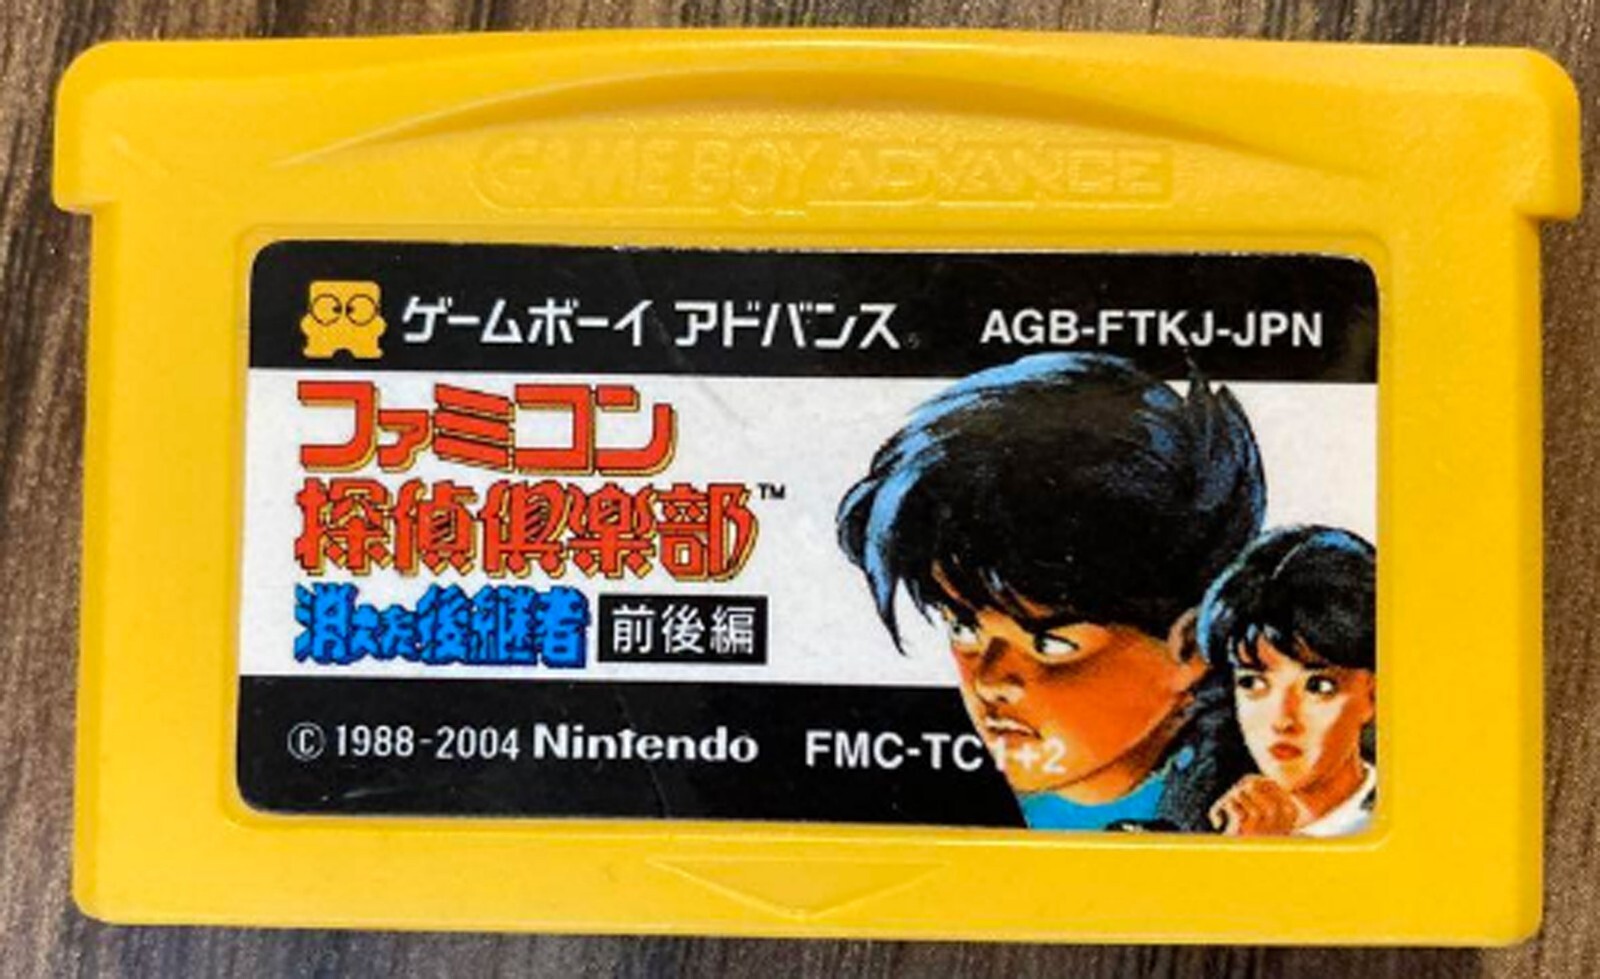 GAME BOY ADVANCE
ゲームボーイ アドバンス AGB-FTKJ-JPN
ファミコン
探偵倶楽部™
消えた後継者 前後編
© 1988-2004 Nintendo FMC-TC1+2